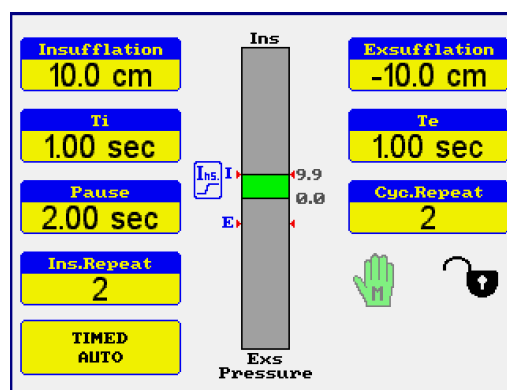 Insufflation
10.0 cm
Ti
1.00 sec
Pause
2.00 sec
Ins.Repeat
2
TIMED
AUTO
Ins
Ins.
I
9.9
0.0
E
Exs
Pressure
Exsufflation
-10.0 cm
Te
1.00 sec
Cyc.Repeat
2
M